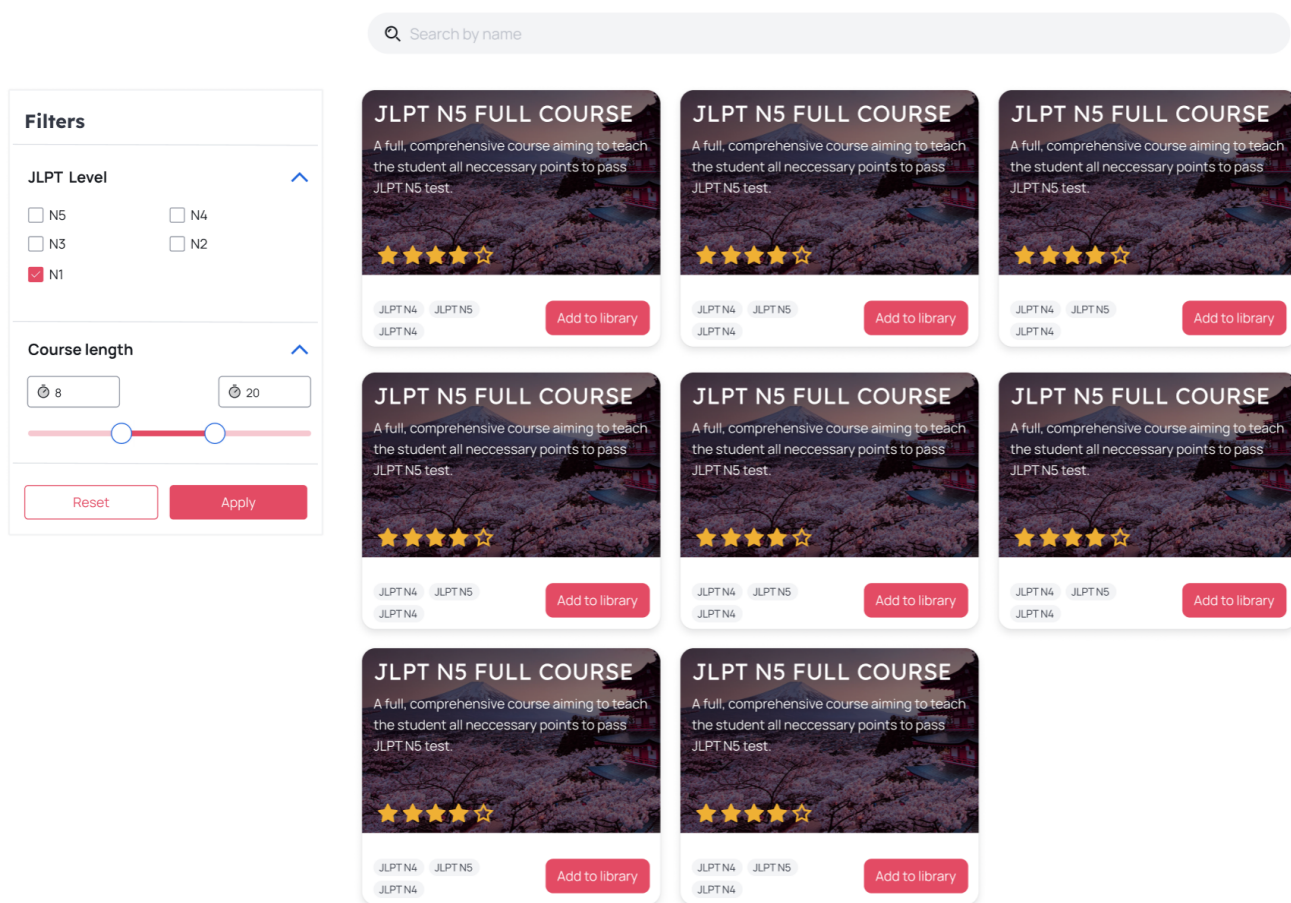 Search by name
Filters
JLPT Level
N5
N4
N3
N2
N1
Course length
8
20
Reset
Apply
JLPT N5 FULL COURSE
A full, comprehensive course aiming to teach
the student all neccessary points to pass
JLPT N5 test.
JLPT N4
JLPT N5
JLPT N4
Add to library
JLPT N5 FULL COURSE
A full, comprehensive course aiming to teach
the student all neccessary points to pass
JLPT N5 test.
JLPT N4
JLPT N5
JLPT N4
Add to library
JLPT N5 FULL COURSE
A full, comprehensive course aiming to teach
the student all neccessary points to pass
JLPT N5 test.
JLPT N4
JLPT N5
JLPT N4
Add to library
JLPT N5 FULL COURSE
A full, comprehensive course aiming to teach
the student all neccessary points to pass
JLPT N5 test.
JLPT N4
JLPT N5
JLPT N4
Add to library
JLPT N5 FULL COURSE
A full, comprehensive course aiming to teach
the student all neccessary points to pass
JLPT N5 test.
JLPT N4
JLPT N5
JLPT N4
Add to library
JLPT N5 FULL COURSE
A full, comprehensive course aiming to teach
the student all neccessary points to pass
JLPT N5 test.
JLPT N4
JLPT N5
JLPT N4
Add to library
JLPT N5 FULL COURSE
A full, comprehensive course aiming to teach
the student all neccessary points to pass
JLPT N5 test.
JLPT N4
JLPT N5
JLPT N4
Add to library
JLPT N5 FULL COURSE
A full, comprehensive course aiming to teach
the student all neccessary points to pass
JLPT N5 test.
JLPT N4
JLPT N5
JLPT N4
Add to library